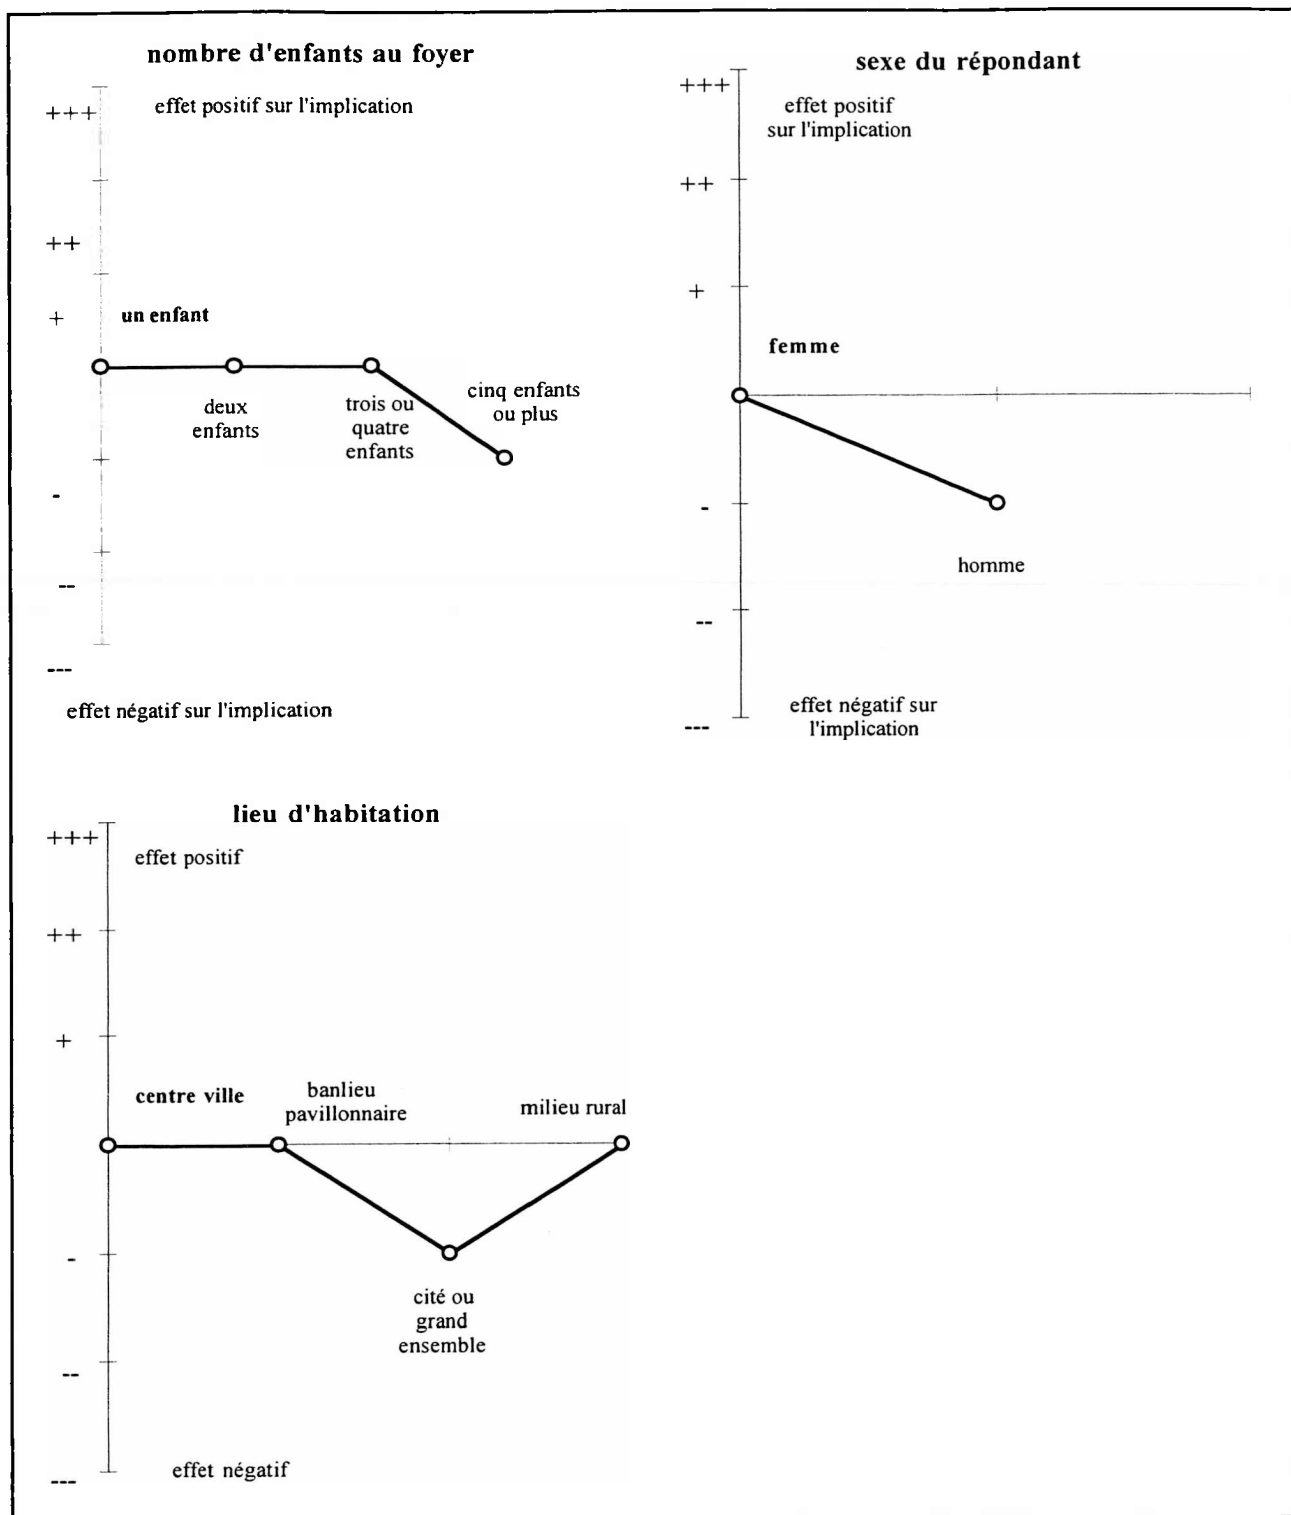 nombre d'enfants au foyer
+++
effet positif sur l'implication
++
+
un enfant
deux
enfants
trois ou
quatre
enfants
cinq enfants
ou plus
-
--
---
effet négatif sur l'implication
sexe du répondant
+++
effet positif
sur l'implication
++
+
femme
-
homme
--
effet négatif sur
l'implication
---
lieu d'habitation
+++
effet positif
++
+
centre ville
banlieu
pavillonnaire
milieu rural
-
cité ou
grand
ensemble
--
effet négatif
---